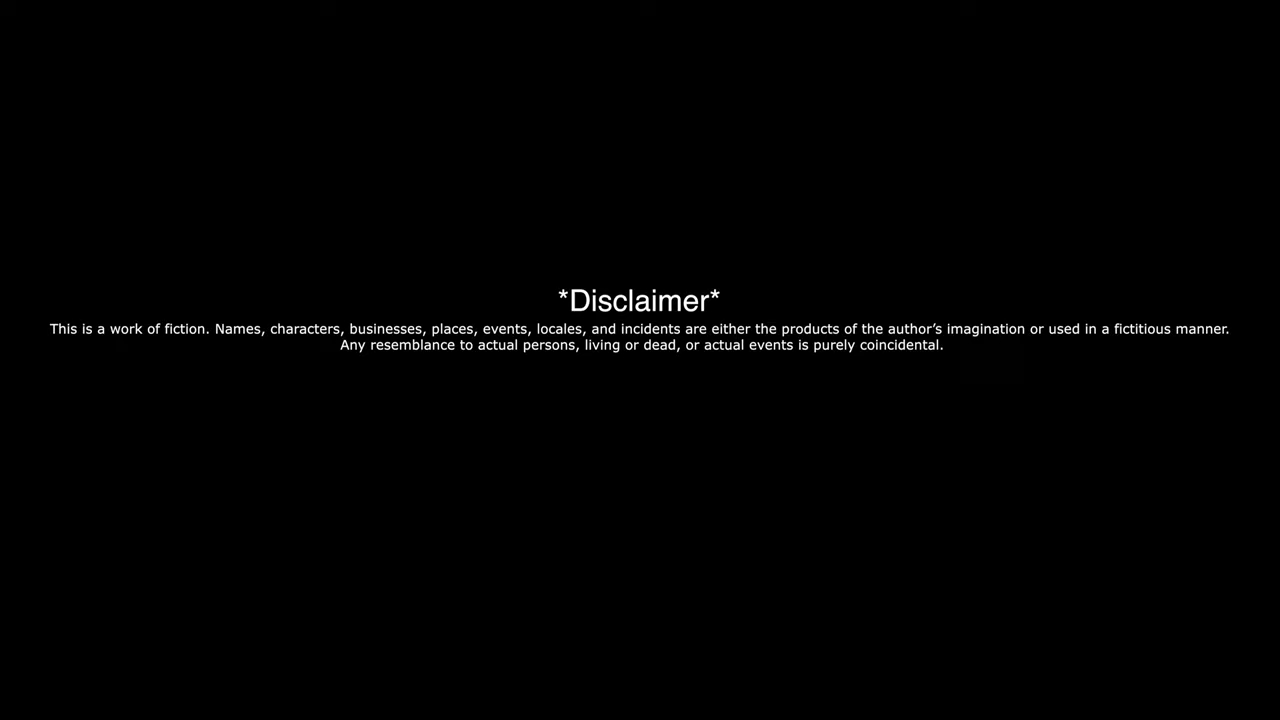 *Disclaimer*
This is a work of fiction. Names, characters, businesses, places, events, locales, and incidents are either the products of the author’s imagination or used in a fictitious manner.
Any resemblance to actual persons, living or dead, or actual events is purely coincidental.